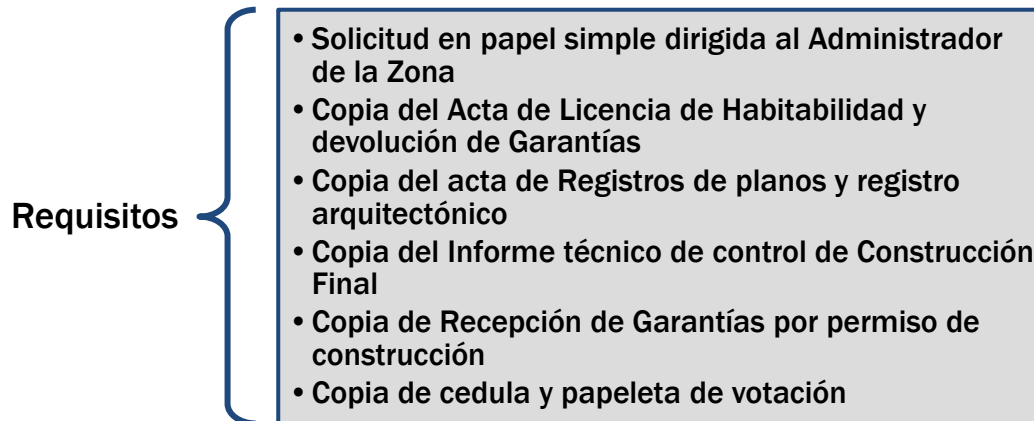 Requisitos
• Solicitud en papel simple dirigida al Administrador
de la Zona
• Copia del Acta de Licencia de Habitabilidad y
devolución de Garantías
• Copia del acta de Registros de planos y registro
arquitectónico
• Copia del Informe técnico de control de Construcción
Final
• Copia de Recepción de Garantías por permiso de
construcción
• Copia de cedula y papeleta de votación